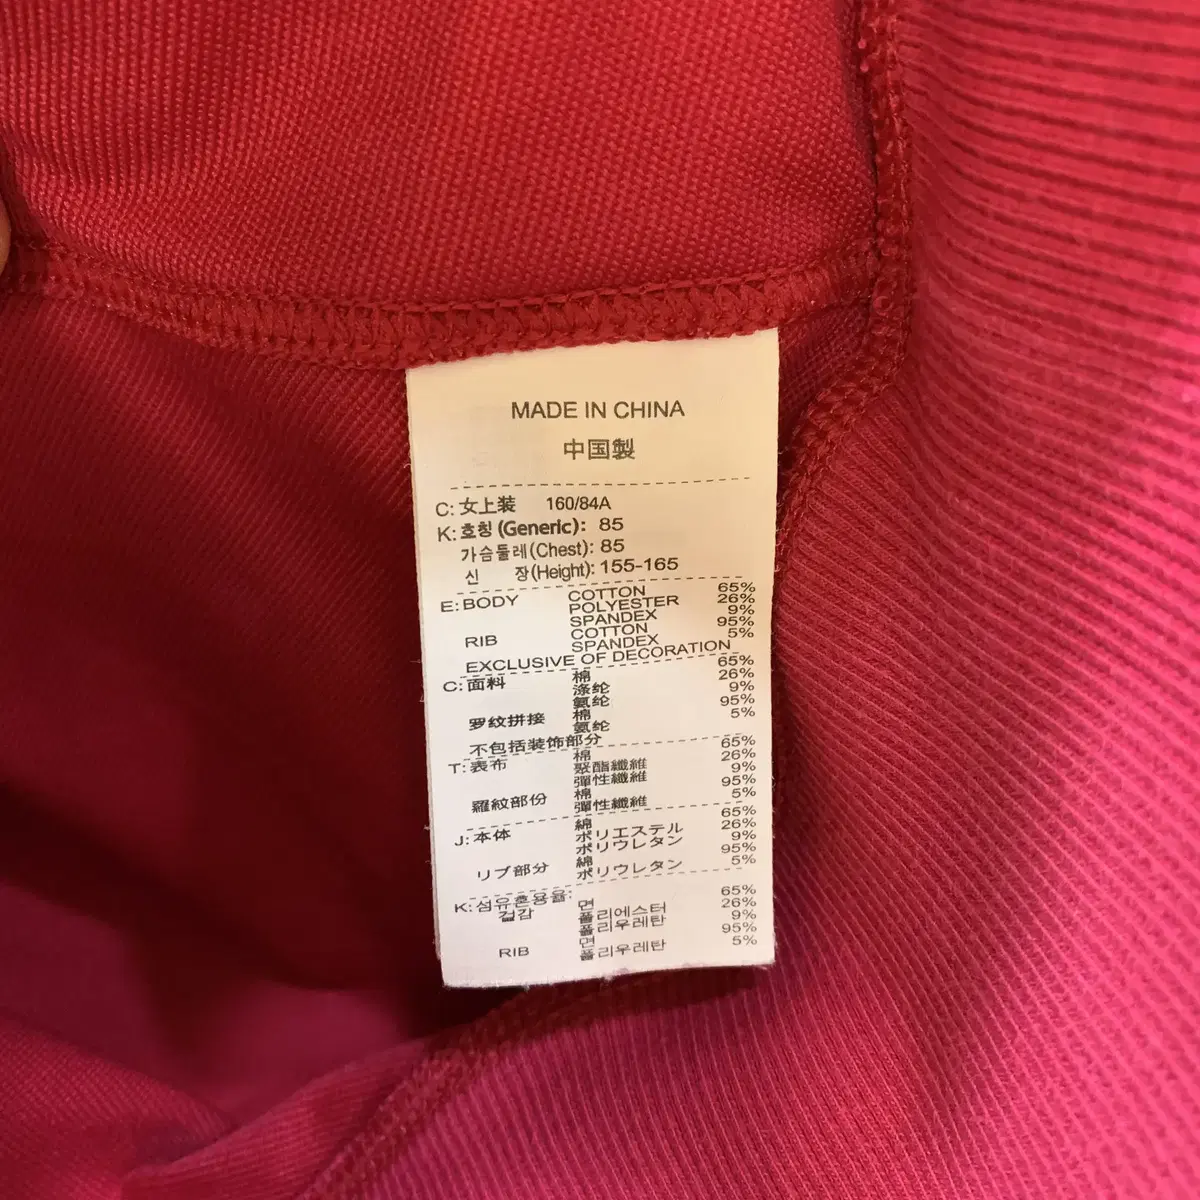 MADE IN CHINA
中国製
C: 女上装 160/84A
K: 호칭 (Generic): 85
가슴둘레(Chest): 85
신 장(Height): 155-165
E: BODY COTTON 65%
POLYESTER 26%
SPANDEX 9%
RIB COTTON 95%
SPANDEX 5%
EXCLUSIVE OF DECORATION
C: 面料 棉 65%
涤纶 26%
氨纶 9%
罗纹拼接 棉 95%
氨纶 5%
不包括装饰部分
T: 表布 棉 65%
聚酯纖維 26%
彈性纖維 9%
羅紋部份 棉 95%
彈性纖維 5%
J: 本体 綿 65%
ポリエステル 26%
ポリウレタン 9%
リブ部分 綿 95%
ポリウレタン 5%
K: 섬유혼용율:
겉감 면 65%
폴리에스터 26%
폴리우레탄 9%
RIB 면 95%
폴리우레탄 5%